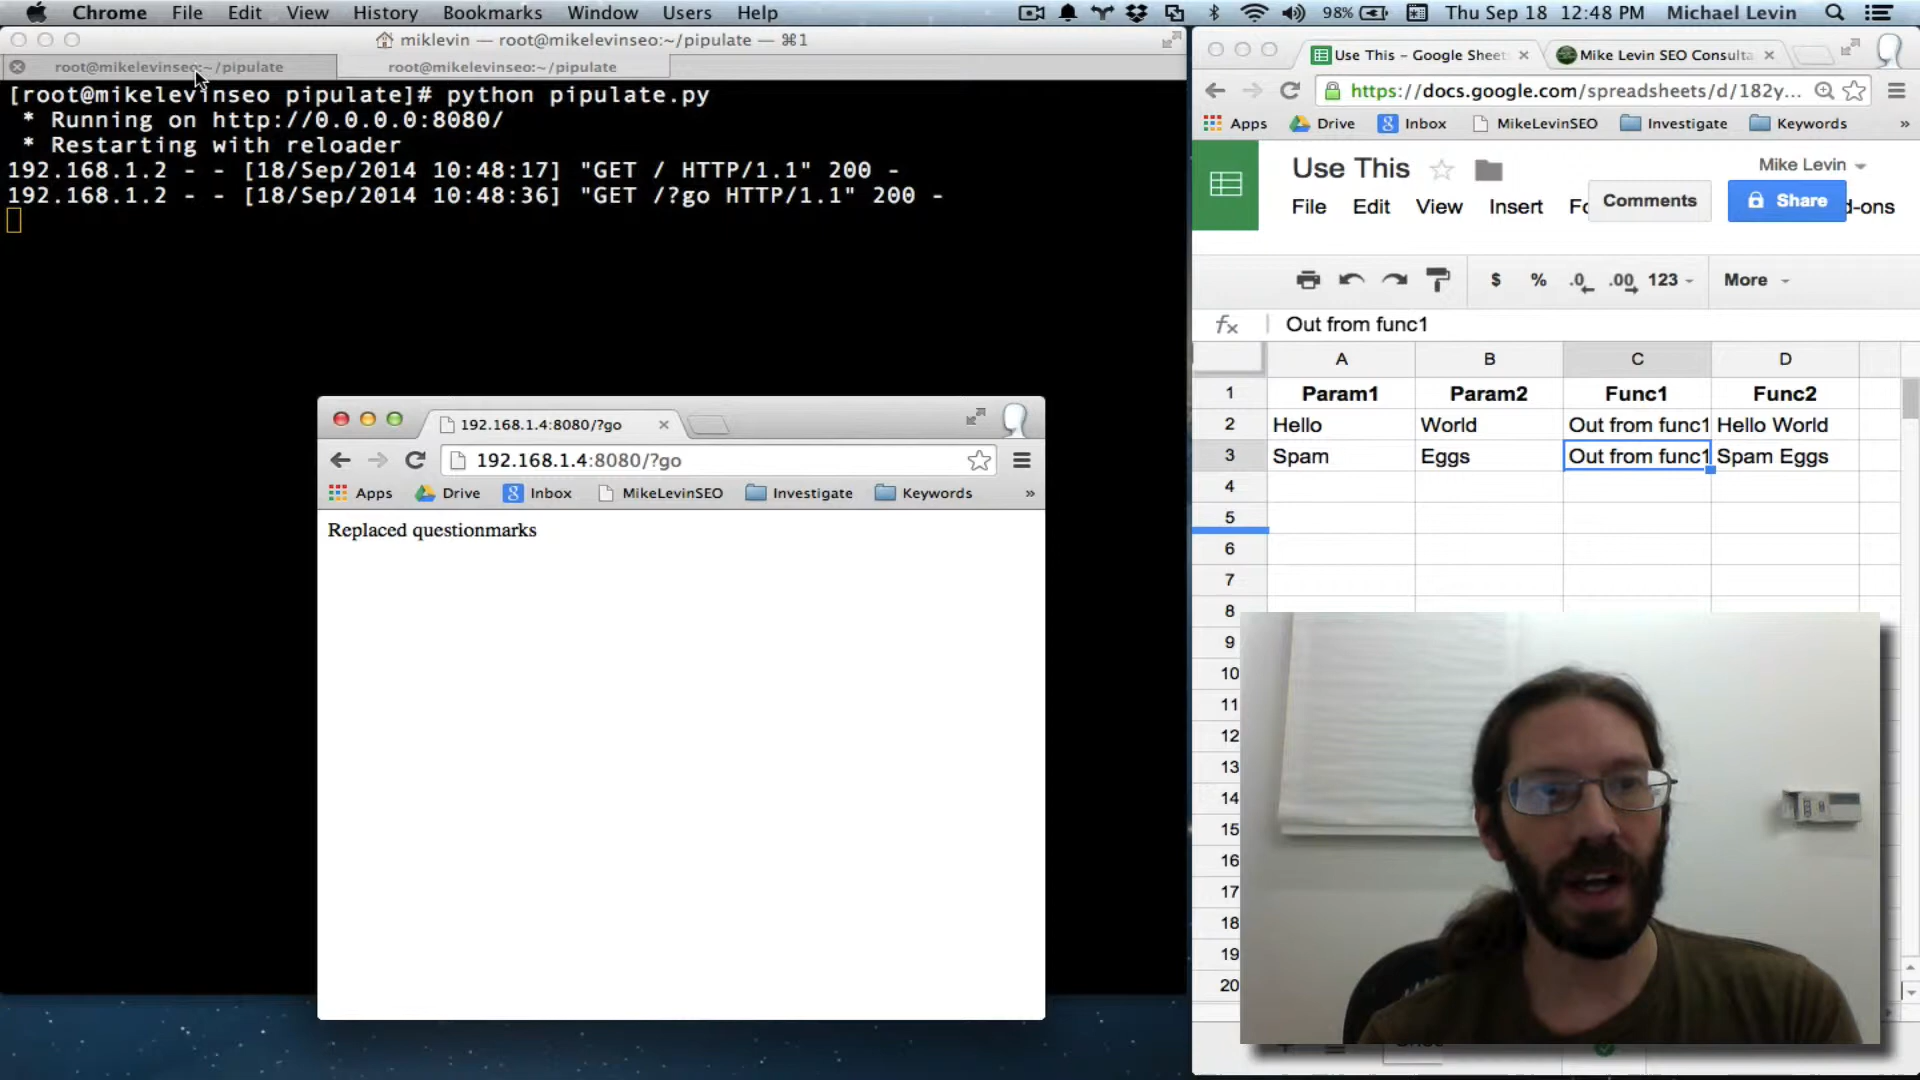 Chrome File Edit View History Bookmarks Window Users Help 98% Thu Sep 18 12:48 PM Michael Levin
miklevin — root@mikelevinseo:~/pipulate — ⌘1
root@mikelevinseo:~/pipulate root@mikelevinseo:~/pipulate
[root@mikelevinseo pipulate]# python pipulate.py
* Running on http://0.0.0.0:8080/
* Restarting with reloader
192.168.1.2 - - [18/Sep/2014 10:48:17] "GET / HTTP/1.1" 200 -
192.168.1.2 - - [18/Sep/2014 10:48:36] "GET /?go HTTP/1.1" 200 -
192.168.1.4:8080/?go
192.168.1.4:8080/?go
Apps Drive Inbox MikeLevinSEO Investigate Keywords »
Replaced questionmarks
Use This - Google Sheets Mike Levin SEO Consulta
https://docs.google.com/spreadsheets/d/182y...
Apps Drive Inbox MikeLevinSEO Investigate Keywords »
Use This Mike Levin
File Edit View Insert Fo Comments Share d-ons
$ % .0 .00 123 More
fx Out from func1
A B C D
1 Param1 Param2 Func1 Func2
2 Hello World Out from func1 Hello World
3 Spam Eggs Out from func1 Spam Eggs
4
5
6
7
8
9
10
11
12
13
14
15
16
17
18
19
20